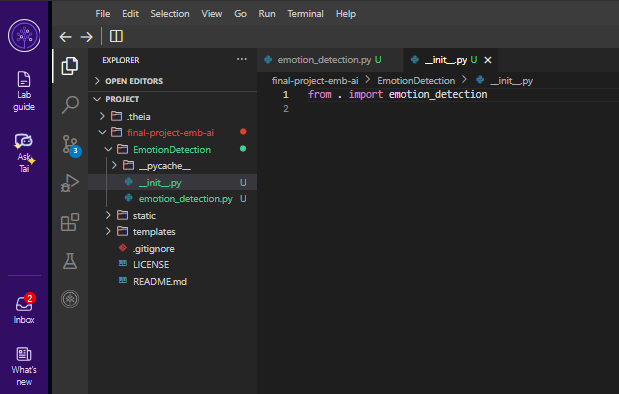 File Edit Selection View Go Run Terminal Help
Lab
guide
Ask
Tai
Inbox
2
What's
new
3
EXPLORER
OPEN EDITORS
PROJECT
.theia
final-project-emb-ai
EmotionDetection
__pycache__
__init__.py U
emotion_detection.py U
static
templates
.gitignore
LICENSE
README.md
emotion_detection.py U __init__.py U
final-project-emb-ai > EmotionDetection > __init__.py
1 from . import emotion_detection
2